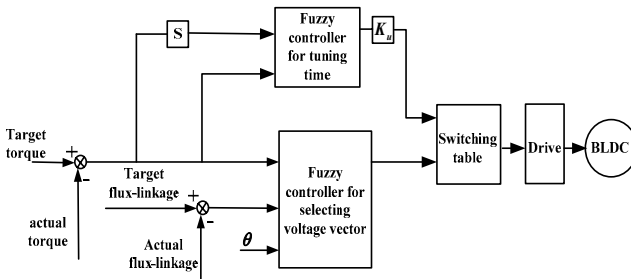 S
Fuzzy
controller
for tuning
time
K_u
Target
torque
+
-
actual
torque
Target
flux-linkage
+
-
Actual
flux-linkage
θ
Fuzzy
controller for
selecting
voltage vector
Switching
table
Drive
BLDC